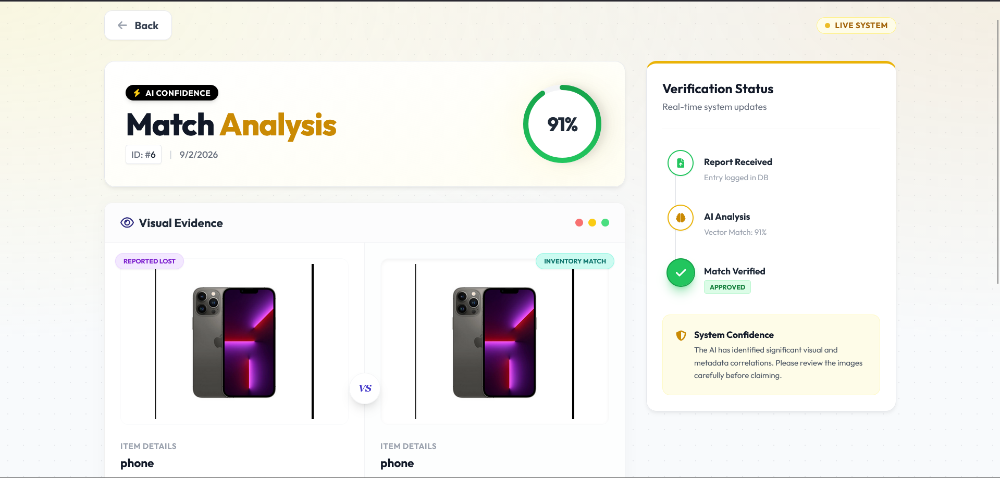 Back
LIVE SYSTEM
AI CONFIDENCE
Match Analysis
ID: #6 | 9/2/2026
91%
Visual Evidence
REPORTED LOST
INVENTORY MATCH
VS
ITEM DETAILS
phone
ITEM DETAILS
phone
Verification Status
Real-time system updates
Report Received
Entry logged in DB
AI Analysis
Vector Match: 91%
Match Verified
APPROVED
System Confidence
The AI has identified significant visual and
metadata correlations. Please review the images
carefully before claiming.